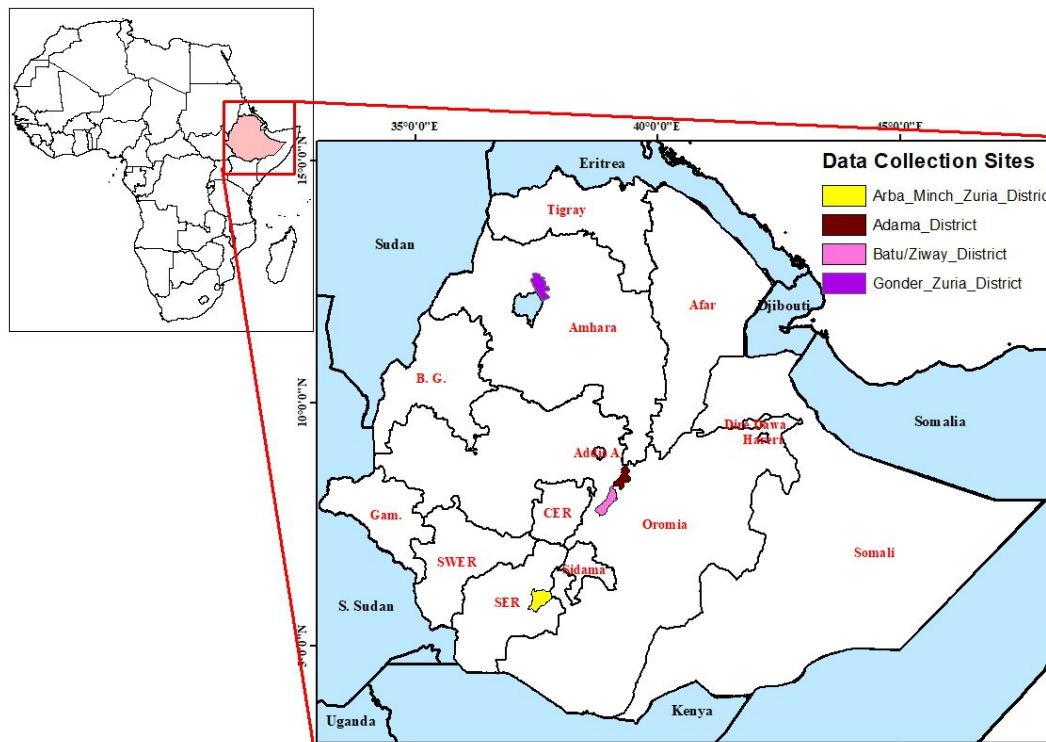 35°0'0"E
40°0'0"E
45°0'0"E
15°0'0"N
10°0'0"N
5°0'0"N
Data Collection Sites
Arba_Minch_Zuria_Distric
Adama_District
Batu/Ziway_Diistrict
Gonder_Zuria_District
Eritrea
Tigray
Sudan
Afar
Djibouti
Amhara
B. G.
Somalia
Dire Dawa
Hareri
Addis A
Gam.
CER
Oromia
Somali
SWER
Sidama
SER
S. Sudan
Uganda
Kenya